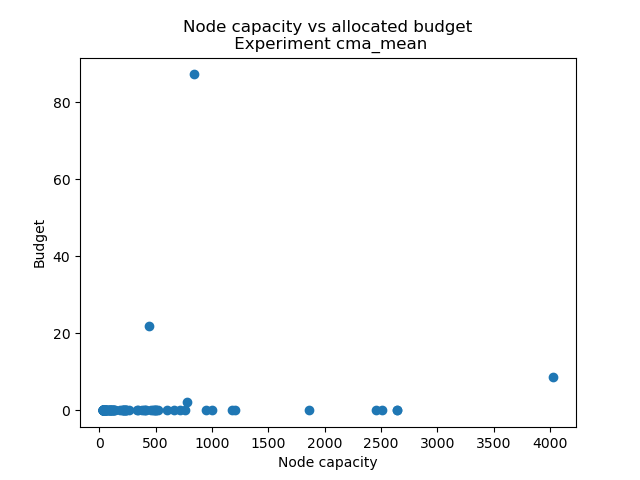 Node capacity vs allocated budget
Experiment cma_mean
80
60
40
20
0
Budget
0 500 1000 1500 2000 2500 3000 3500 4000
Node capacity